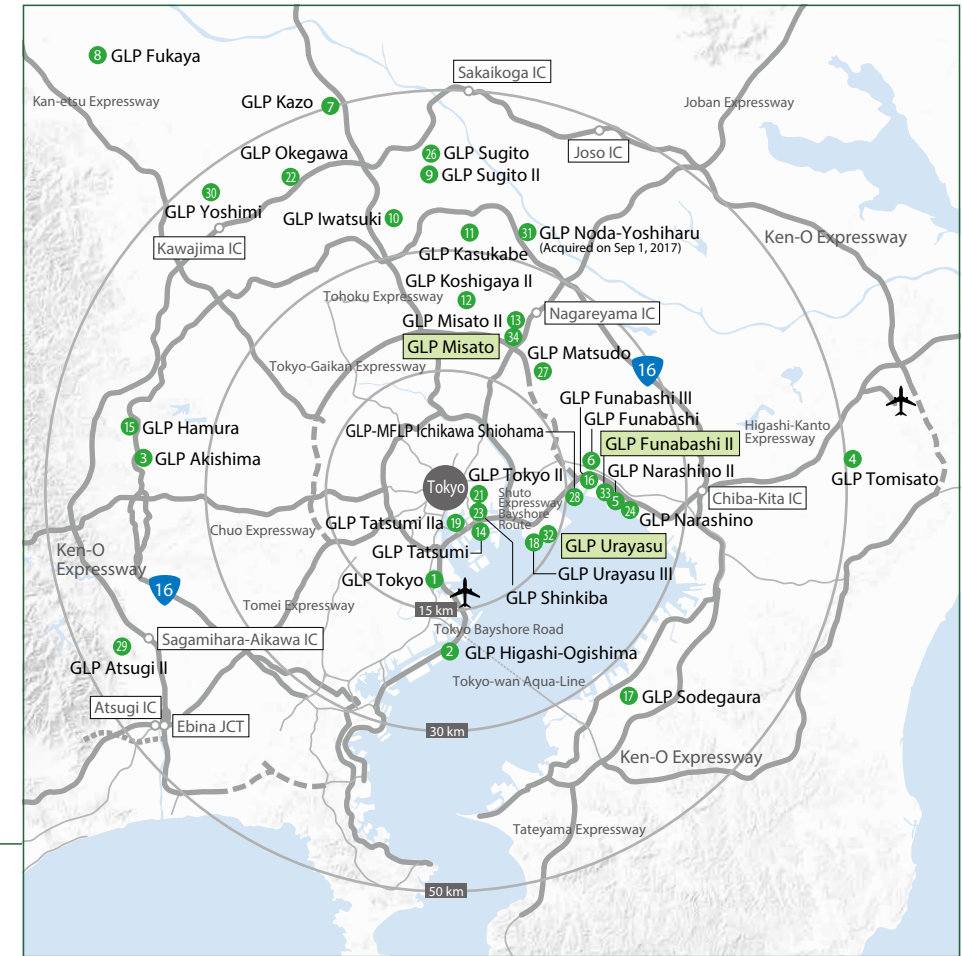 8 GLP Fukaya
Sakaikoga IC
Kan-etsu Expressway
GLP Kazo 7
Joban Expressway
Joso IC
GLP Okegawa
22
26 GLP Sugito
9 GLP Sugito II
30
GLP Yoshimi
GLP Iwatsuki 10
Kawajima IC
11
GLP Kasukabe
31 GLP Noda-Yoshiharu
(Acquired on Sep 1, 2017)
Ken-O Expressway
GLP Koshigaya II
12
Tohoku Expressway
Nagareyama IC
GLP Misato II 13
34
GLP Misato
GLP Matsudo
27
Tokyo-Gaikan Expressway
16
GLP Funabashi III
GLP Funabashi
Higashi-Kanto
Expressway
15 GLP Hamura
GLP-MFLP Ichikawa Shiohama
GLP Funabashi II
3 GLP Akishima
6
4
GLP Tomisato
GLP Narashino II
Tokyo
GLP Tokyo II
21
16
33
5
28
24
GLP Narashino
Chiba-Kita IC
Shuto
Expressway
Bayshore
Route
23
Chuo Expressway
GLP Tatsumi IIa 19
14
GLP Tatsumi
32
18
GLP Urayasu
Ken-O
Expressway
GLP Urayasu III
GLP Tokyo 1
GLP Shinkiba
16
15 km
Tomei Expressway
Tokyo Bayshore Road
Sagamihara-Aikawa IC
29
GLP Atsugi II
2 GLP Higashi-Ogishima
Tokyo-wan Aqua-Line
17 GLP Sodegaura
Atsugi IC
Ebina JCT
30 km
Ken-O Expressway
Tateyama Expressway
50 km